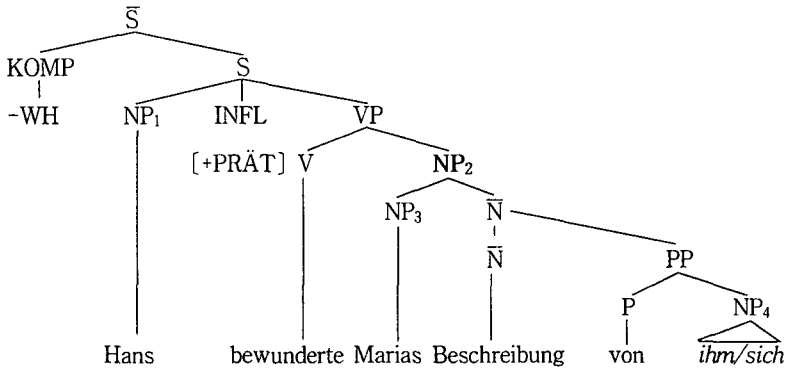 S̄
KOMP S
-WH NP₁ INFL VP
[+PRÄT] V NP₂
NP₃ N̄
N̄ PP
P NP₄
Hans bewunderte Marias Beschreibung von ihm/sich